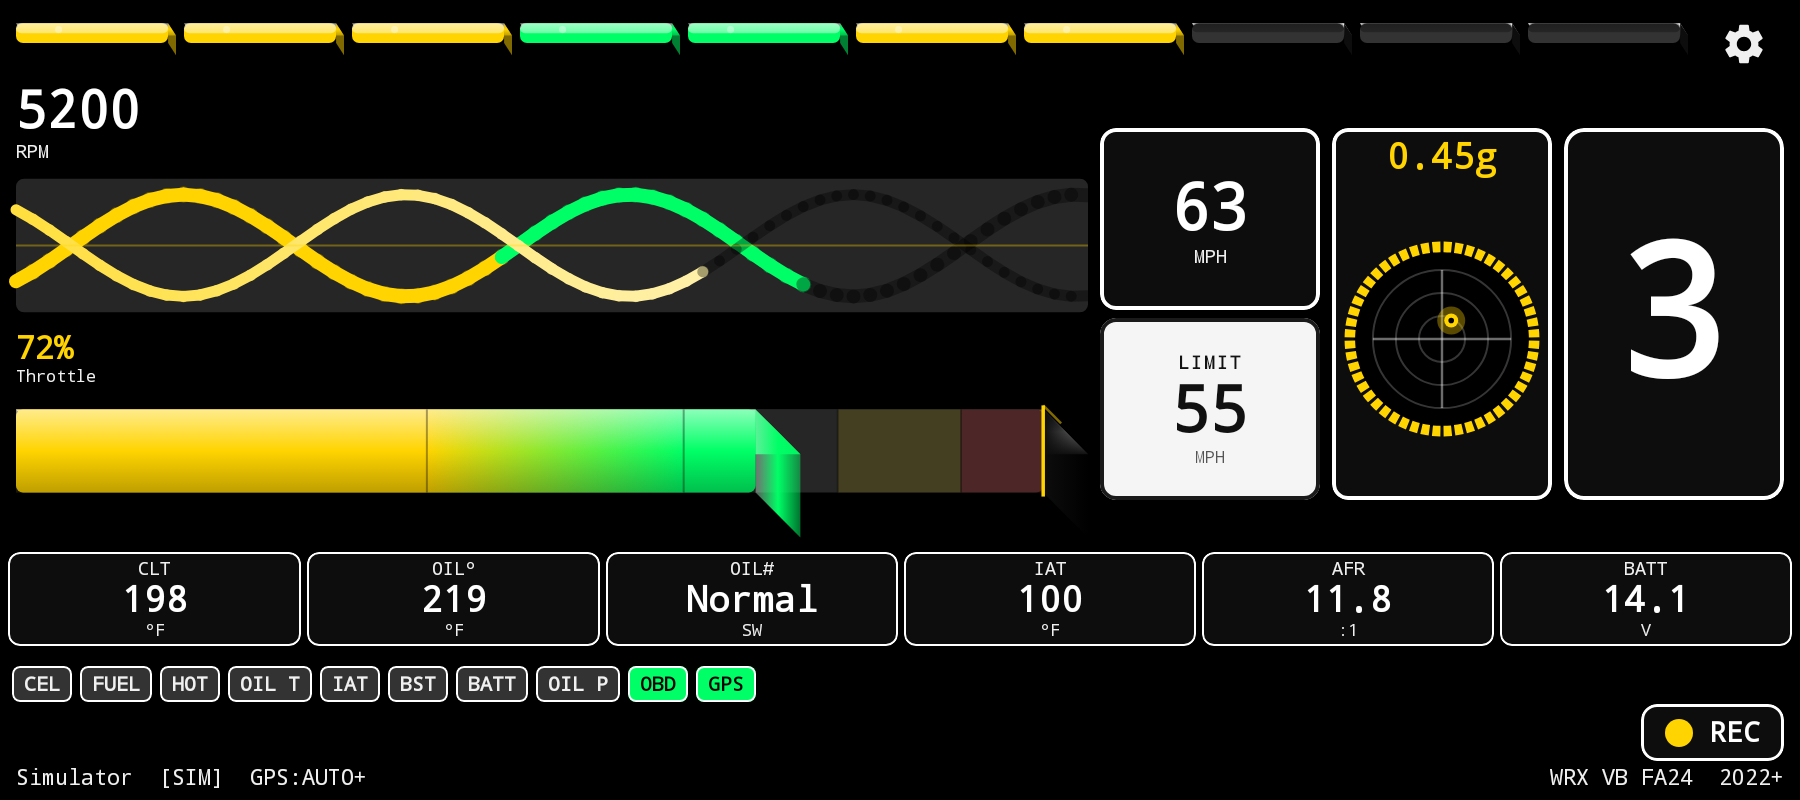 5200
RPM
72%
Throttle
63
MPH
LIMIT
55
MPH
0.45g
3
CLT
198
°F
OILº
219
°F
OIL#
Normal
SW
IAT
100
°F
AFR
11.8
:1
BATT
14.1
V
CEL FUEL HOT OIL T IAT BST BATT OIL P OBD GPS
REC
Simulator [SIM] GPS:AUTO+
WRX VB FA24 2022+